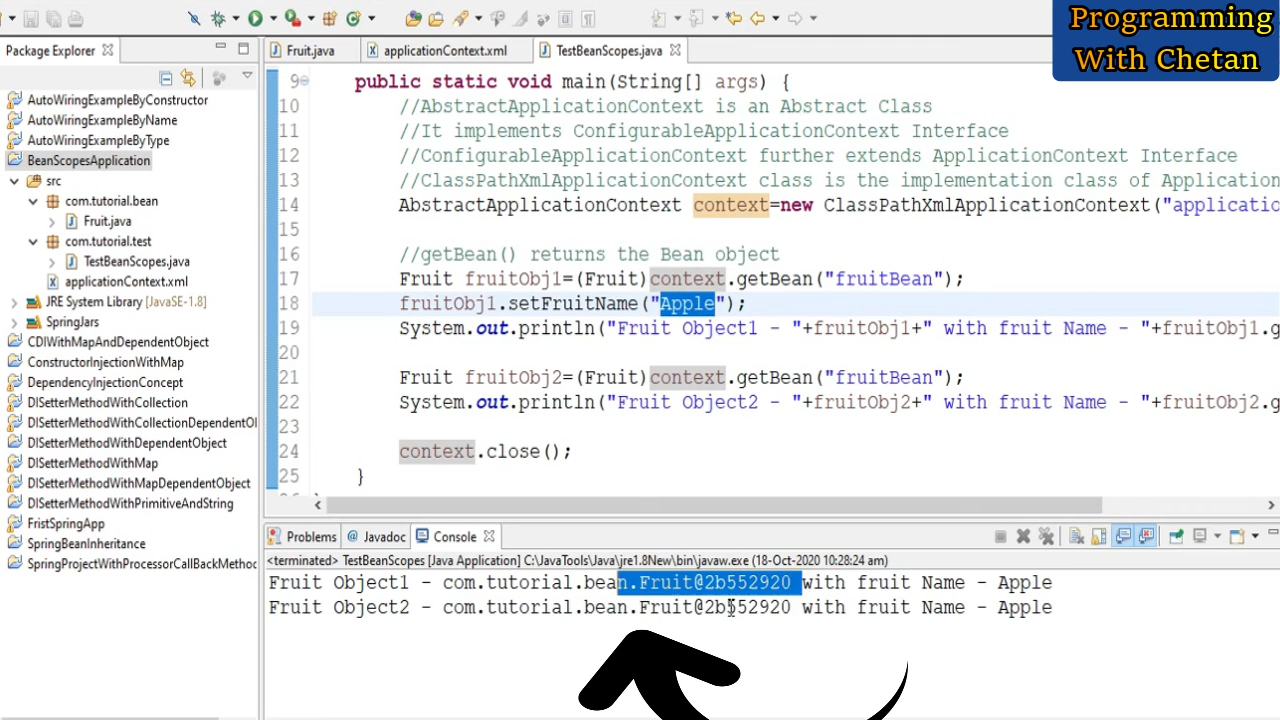 Programming
With Chetan
Package Explorer
AutoWiringExampleByConstructor
AutoWiringExampleByName
AutoWiringExampleByType
BeanScopesApplication
src
com.tutorial.bean
Fruit.java
com.tutorial.test
TestBeanScopes.java
applicationContext.xml
JRE System Library [JavaSE-1.8]
SpringJars
CDIWithMapAndDependentObject
ConstructorInjectionWithMap
DependencyInjectionConcept
DISetterMethodWithCollection
DISetterMethodWithCollectionDependentOl
DISetterMethodWithDependentObject
DISetterMethodWithMap
DISetterMethodWithMapDependentObject
DISetterMethodWithPrimitiveAndString
FristSpringApp
SpringBeanInheritance
SpringProjectWithProcessorCallBackMetho
Fruit.java applicationContext.xml TestBeanScopes.java
9 public static void main(String[] args) {
10 //AbstractApplicationContext is an Abstract Class
11 //It implements ConfigurableApplicationContext Interface
12 //ConfigurableApplicationContext further extends ApplicationContext Interface
13 //ClassPathXmlApplicationContext class is the implementation class of Application
14 AbstractApplicationContext context=new ClassPathXmlApplicationContext("applicatio
15
16 //getBean() returns the Bean object
17 Fruit fruitObj1=(Fruit)context.getBean("fruitBean");
18 fruitObj1.setFruitName("Apple");
19 System.out.println("Fruit Object1 - "+fruitObj1+" with fruit Name - "+fruitObj1.g
20
21 Fruit fruitObj2=(Fruit)context.getBean("fruitBean");
22 System.out.println("Fruit Object2 - "+fruitObj2+" with fruit Name - "+fruitObj2.g
23
24 context.close();
25 }
Problems @ Javadoc Console
<terminated> TestBeanScopes [Java Application] C:\JavaTools\Java\jre1.8New\bin\javaw.exe (18-Oct-2020 10:28:24 am)
Fruit Object1 - com.tutorial.bean.Fruit@2b552920 with fruit Name - Apple
Fruit Object2 - com.tutorial.bean.Fruit@2b552920 with fruit Name - Apple